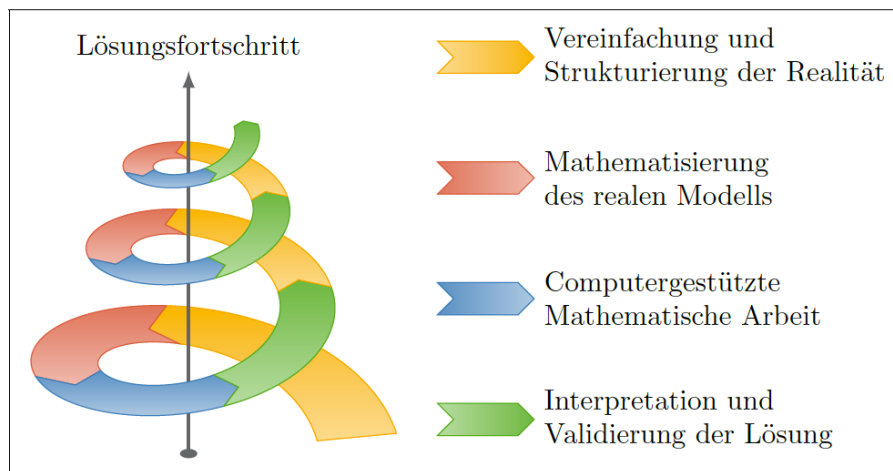 Lösungsfortschritt
Vereinfachung und
Strukturierung der Realität
Mathematisierung
des realen Modells
Computergestützte
Mathematische Arbeit
Interpretation und
Validierung der Lösung